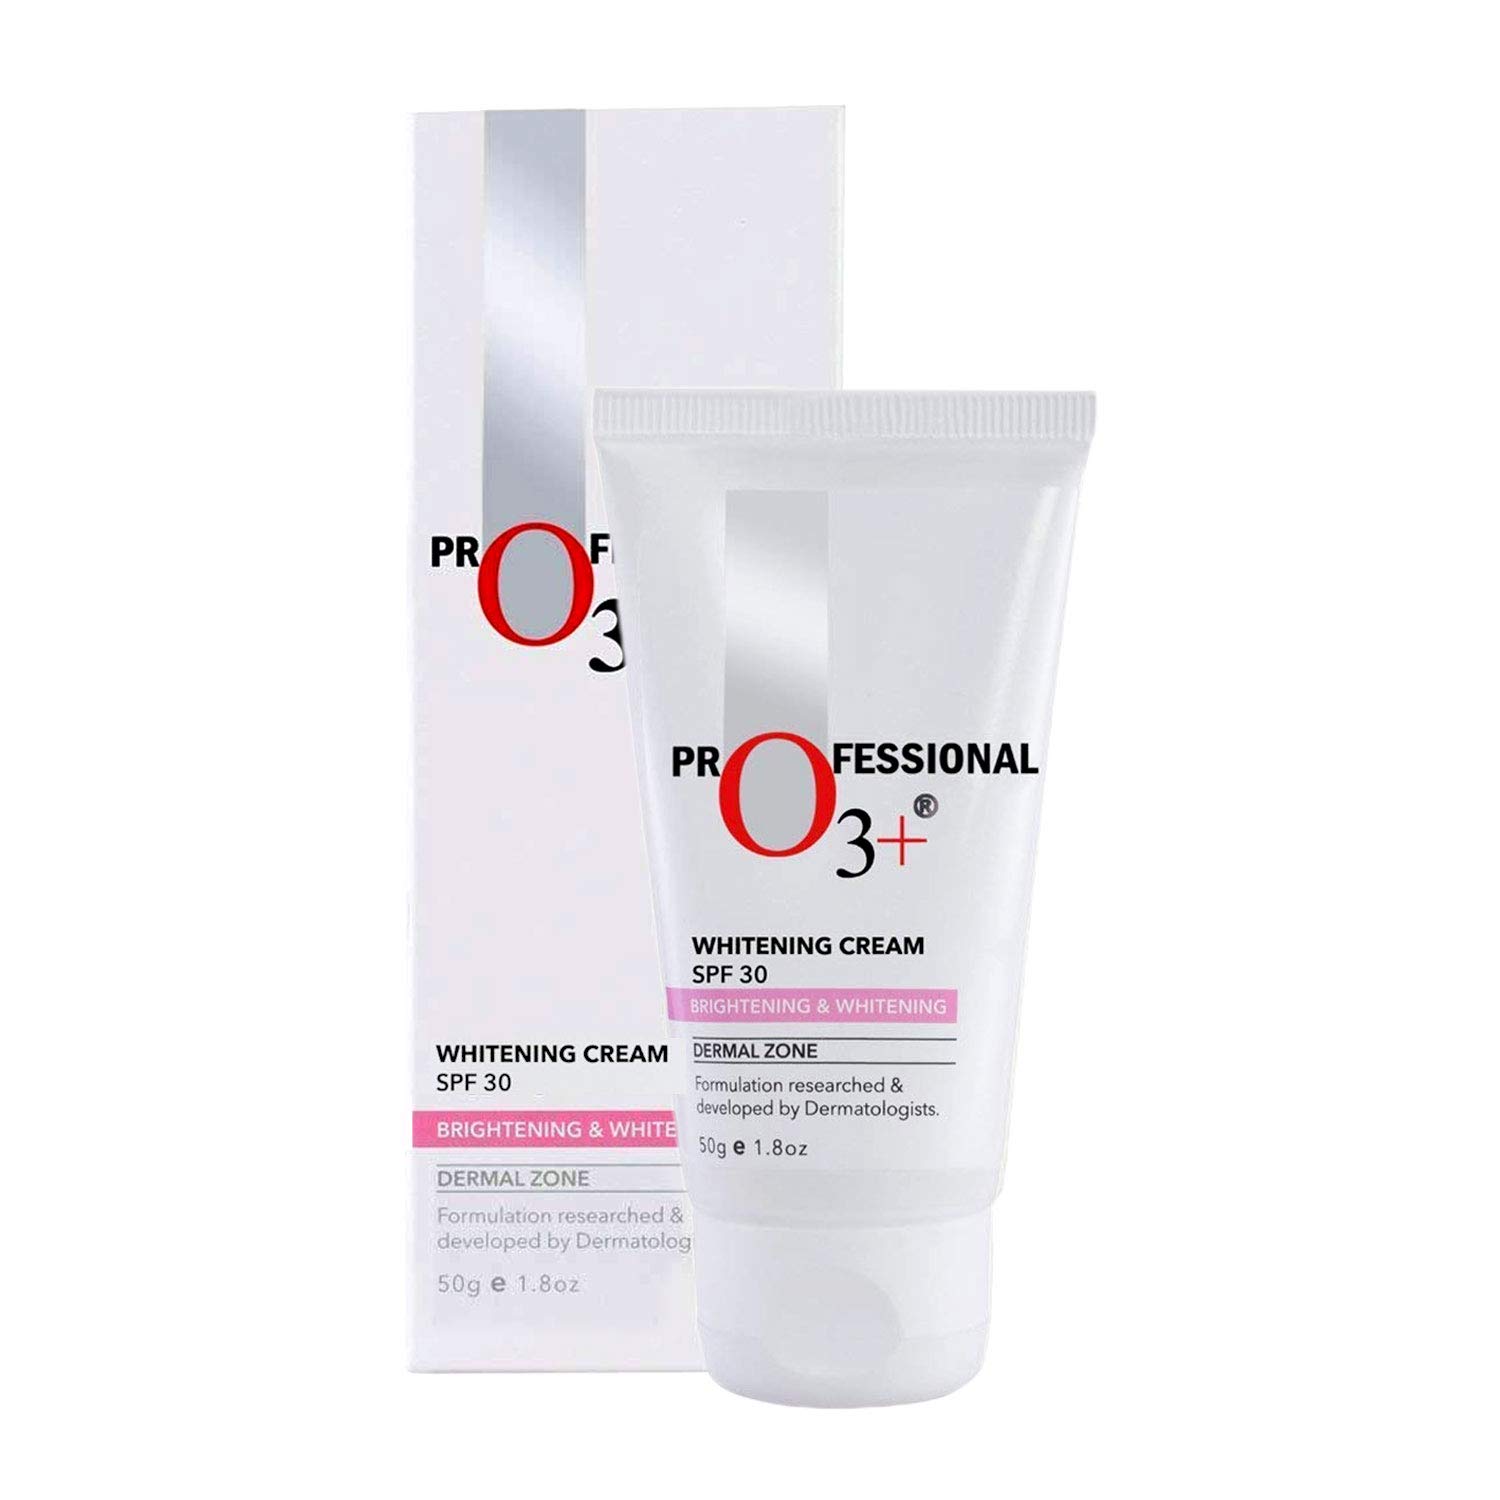 PROF
O3
WHITENING CREAM
SPF 30
BRIGHTENING & WHITE
DERMAL ZONE
Formulation researched &
developed by Dermatolog
50g e 1.8oz
PROFESSIONAL
O3+®
WHITENING CREAM
SPF 30
BRIGHTENING & WHITENING
DERMAL ZONE
Formulation researched &
developed by Dermatologists.
50g e 1.8oz